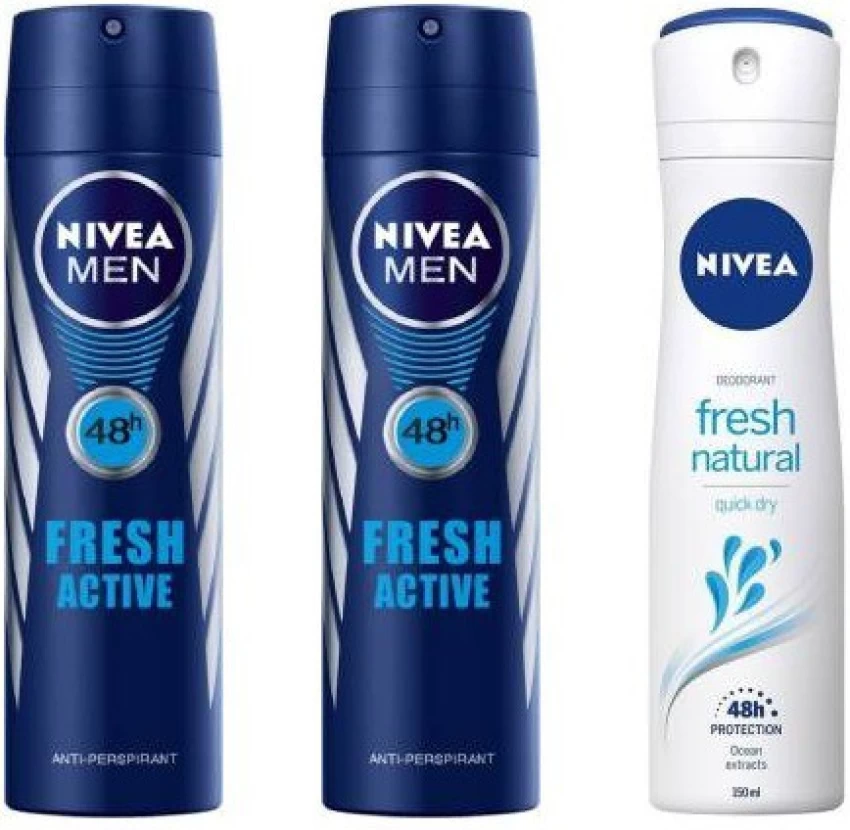 NIVEA
MEN
48h
FRESH
ACTIVE
ANTI-PERSPIRANT
NIVEA
MEN
48h
FRESH
ACTIVE
ANTI-PERSPIRANT
NIVEA
DEODORANT
fresh
natural
quick dry
48h
PROTECTION
Ocean
extracts
150ml